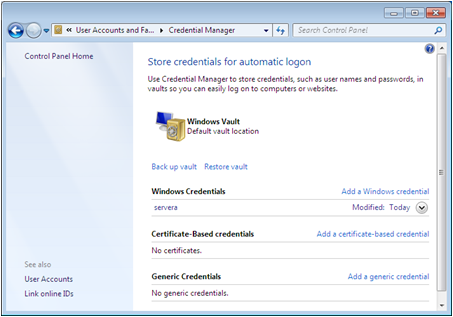 « User Accounts and Fa... ▸ Credential Manager ▸
Search Control Panel
Control Panel Home
Store credentials for automatic logon
Use Credential Manager to store credentials, such as user names and passwords, in
vaults so you can easily log on to computers or websites.
Windows Vault
Default vault location
Back up vault Restore vault
Windows Credentials Add a Windows credential
servera Modified: Today
Certificate-Based credentials Add a certificate-based credential
No certificates.
Generic Credentials Add a generic credential
No generic credentials.
See also
User Accounts
Link online IDs